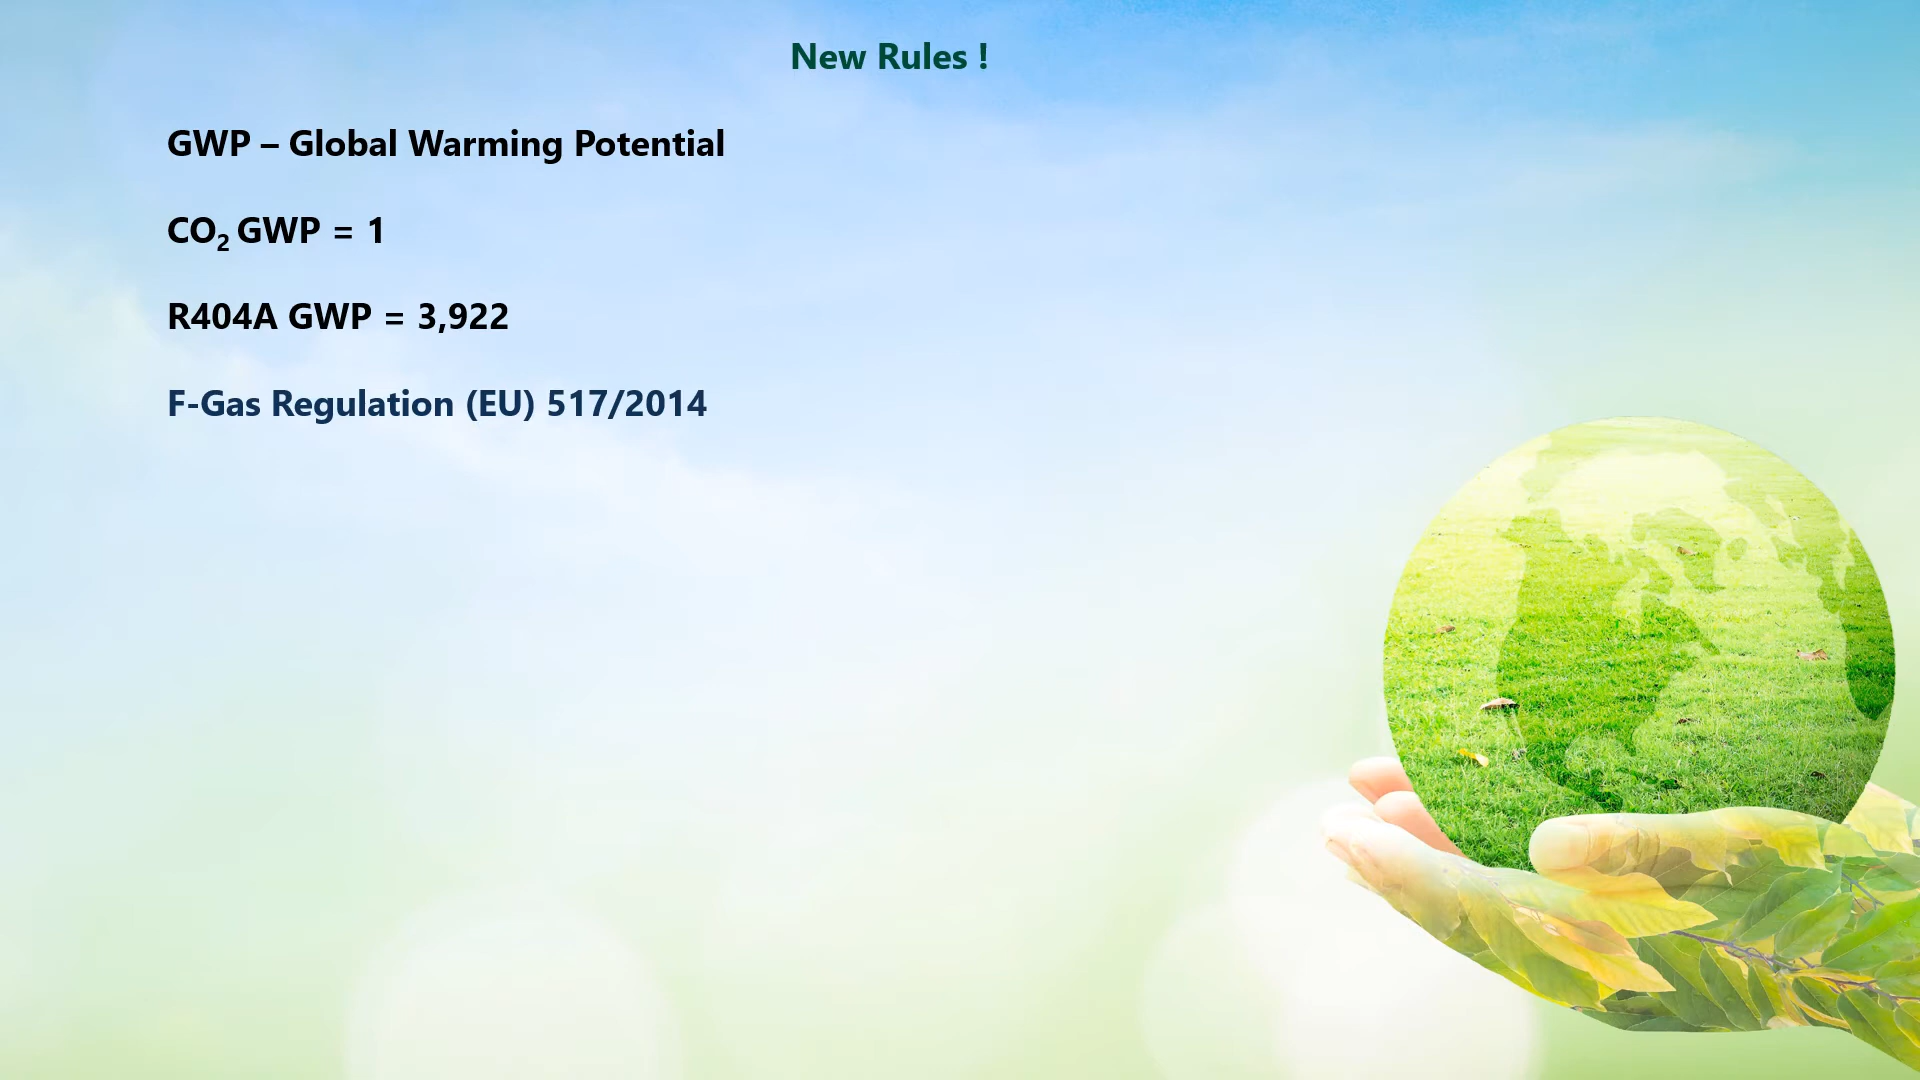 New Rules !
GWP – Global Warming Potential
CO₂ GWP = 1
R404A GWP = 3,922
F-Gas Regulation (EU) 517/2014